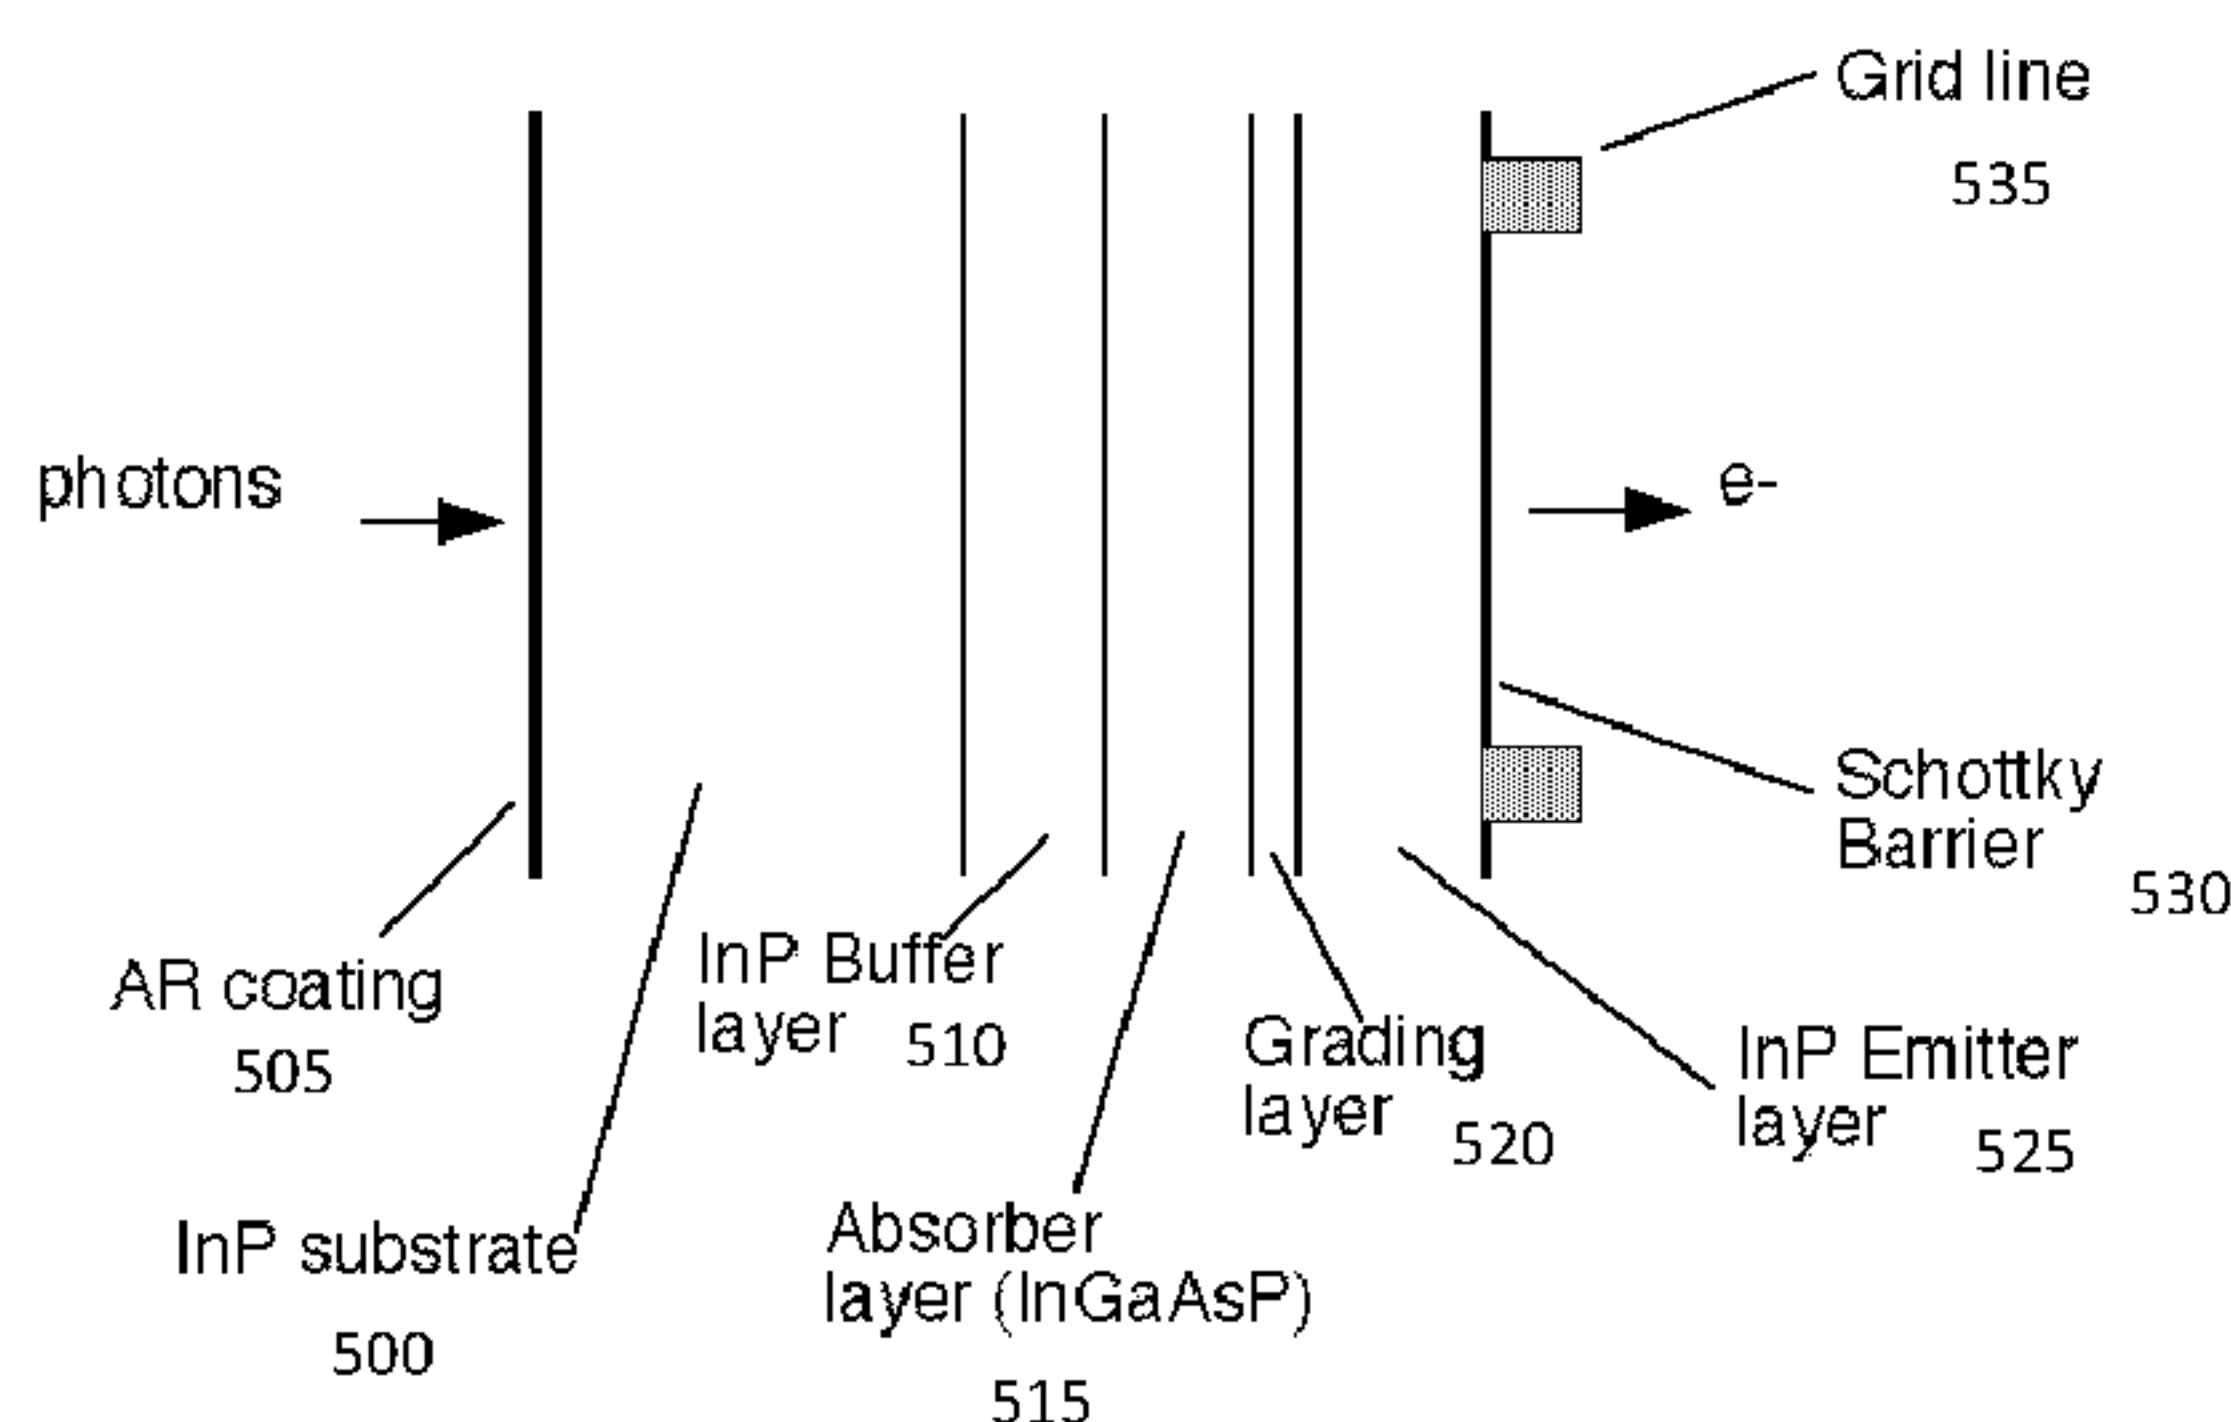 Grid line
535
photons
e-
Schottky
Barrier
530
AR coating
505
InP Buffer
layer 510
Grading
layer 520
InP Emitter
layer 525
InP substrate
500
Absorber
layer (InGaAsP)
515